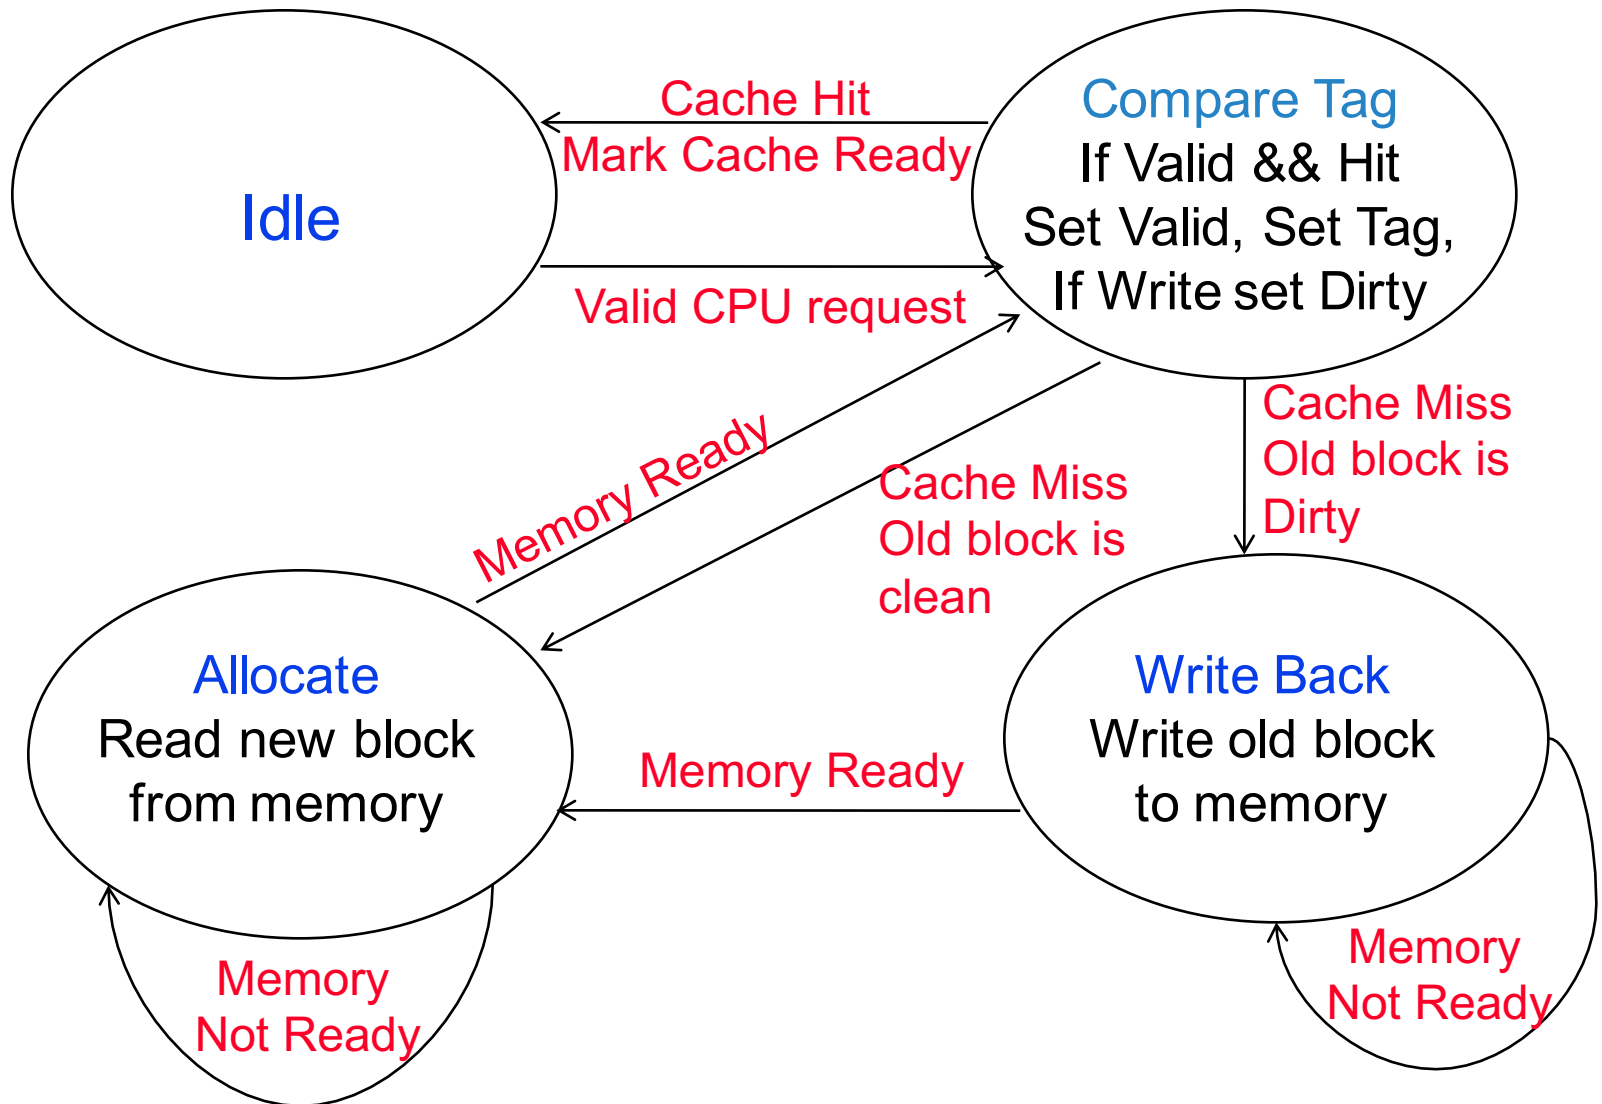 Idle
Cache Hit
Mark Cache Ready
Valid CPU request
Compare Tag
If Valid && Hit
Set Valid, Set Tag,
If Write set Dirty
Memory Ready
Cache Miss
Old block is
clean
Cache Miss
Old block is
Dirty
Allocate
Read new block
from memory
Memory Ready
Write Back
Write old block
to memory
Memory
Not Ready
Memory
Not Ready